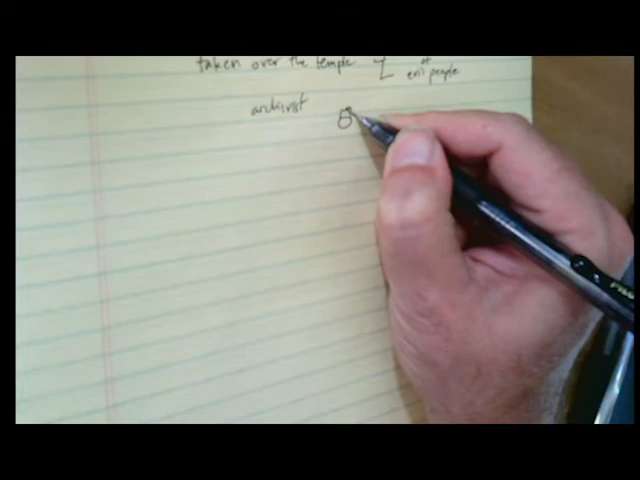 taken over the temple of
evil people
archivist